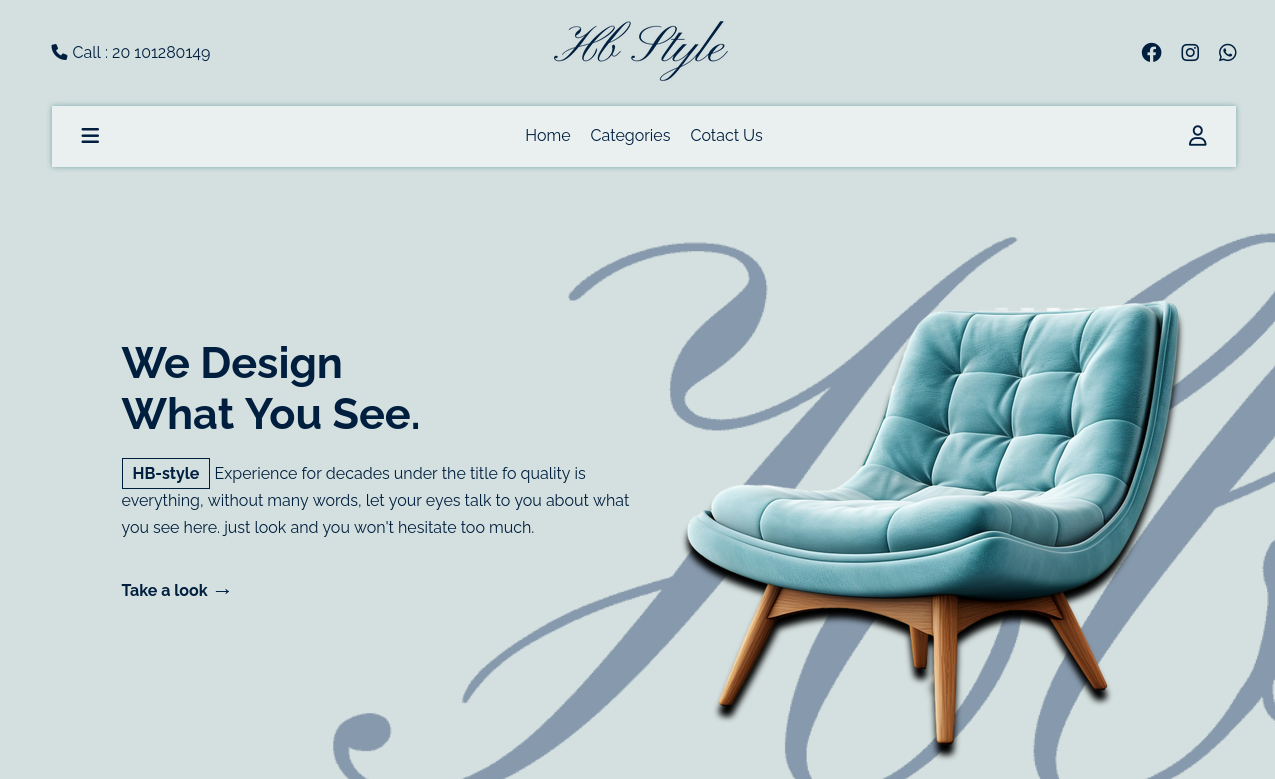 Call : 20 101280149
Hb Style
Home Categories Cotact Us
We Design
What You See.
HB-style Experience for decades under the title fo quality is
everything, without many words, let your eyes talk to you about what
you see here. just look and you won't hesitate too much.
Take a look →
Hb